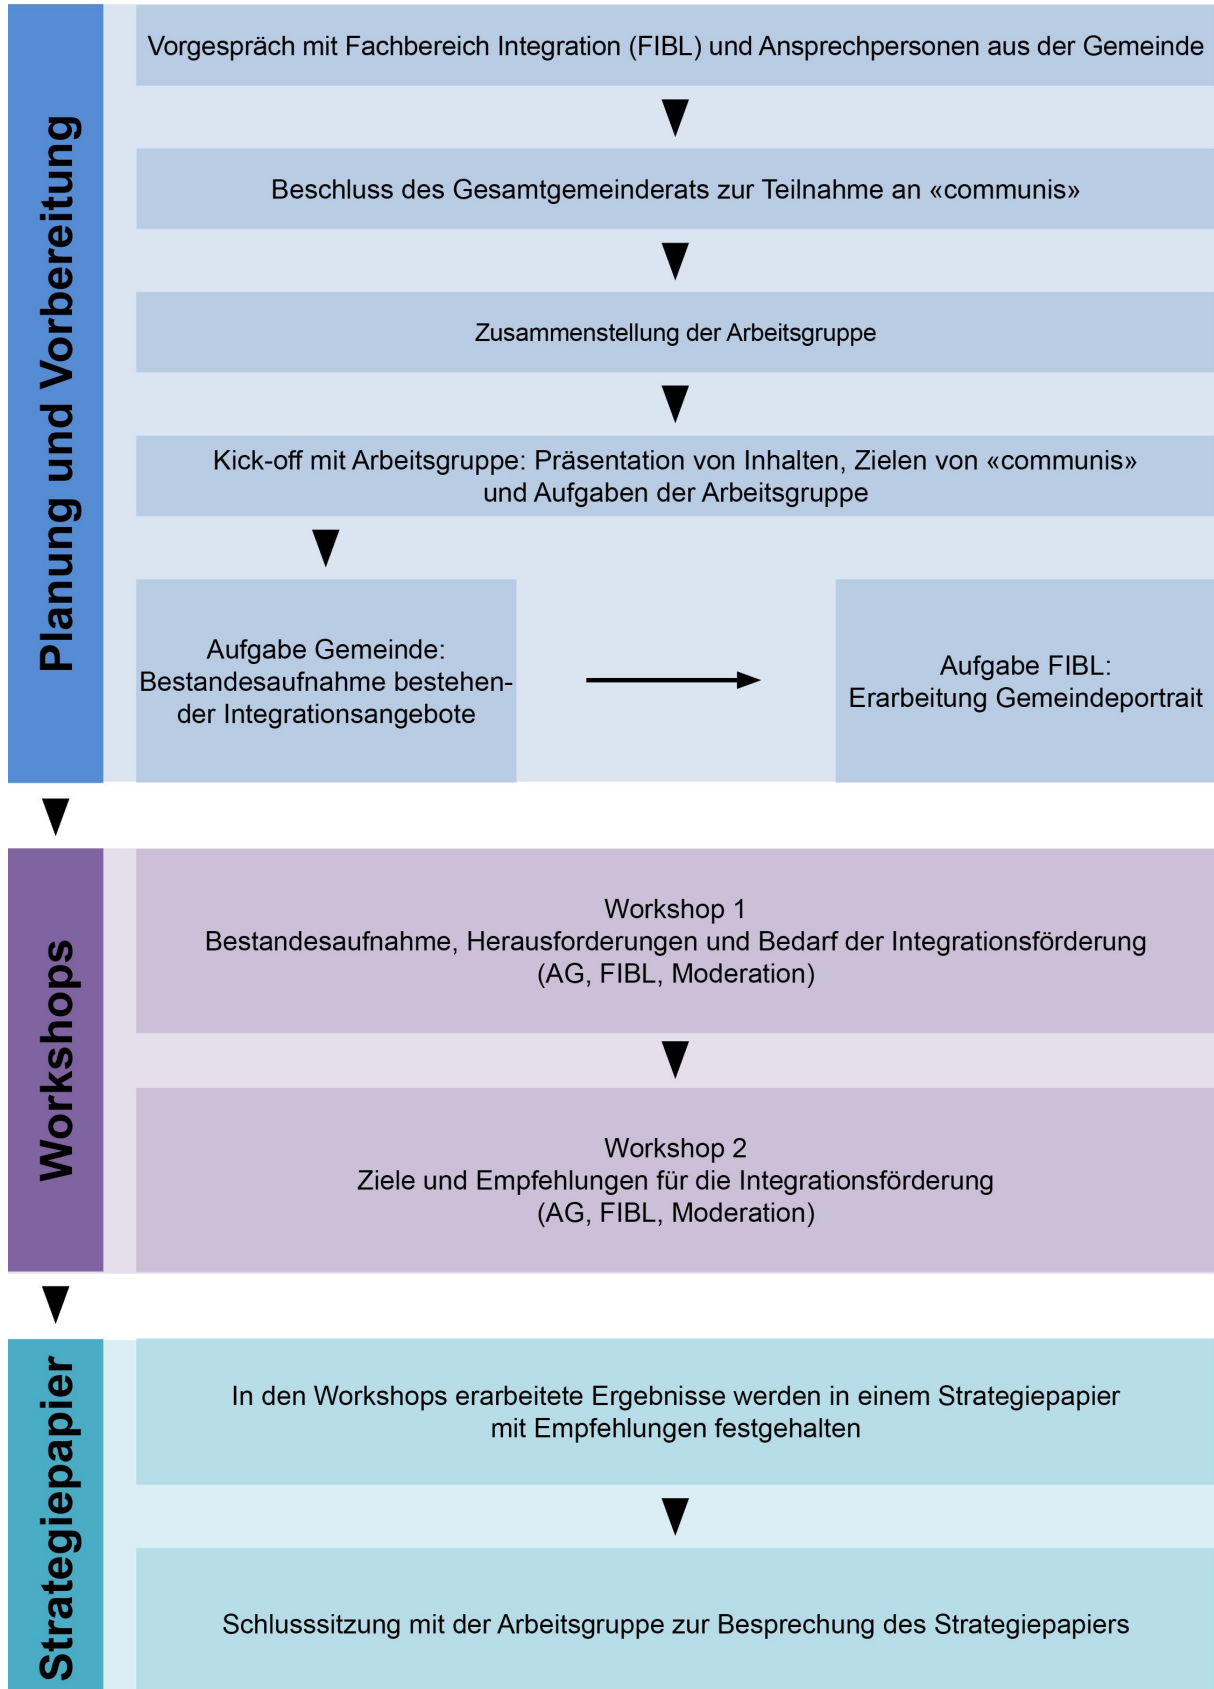 Planung und Vorbereitung
Vorgespräch mit Fachbereich Integration (FIBL) und Ansprechpersonen aus der Gemeinde
Beschluss des Gesamtgemeinderats zur Teilnahme an «communis»
Zusammenstellung der Arbeitsgruppe
Kick-off mit Arbeitsgruppe: Präsentation von Inhalten, Zielen von «communis»
und Aufgaben der Arbeitsgruppe
Aufgabe Gemeinde:
Bestandesaufnahme bestehen-
der Integrationsangebote
Aufgabe FIBL:
Erarbeitung Gemeindeportrait
Workshops
Workshop 1
Bestandesaufnahme, Herausforderungen und Bedarf der Integrationsförderung
(AG, FIBL, Moderation)
Workshop 2
Ziele und Empfehlungen für die Integrationsförderung
(AG, FIBL, Moderation)
Strategiepapier
In den Workshops erarbeitete Ergebnisse werden in einem Strategiepapier
mit Empfehlungen festgehalten
Schlusssitzung mit der Arbeitsgruppe zur Besprechung des Strategiepapiers